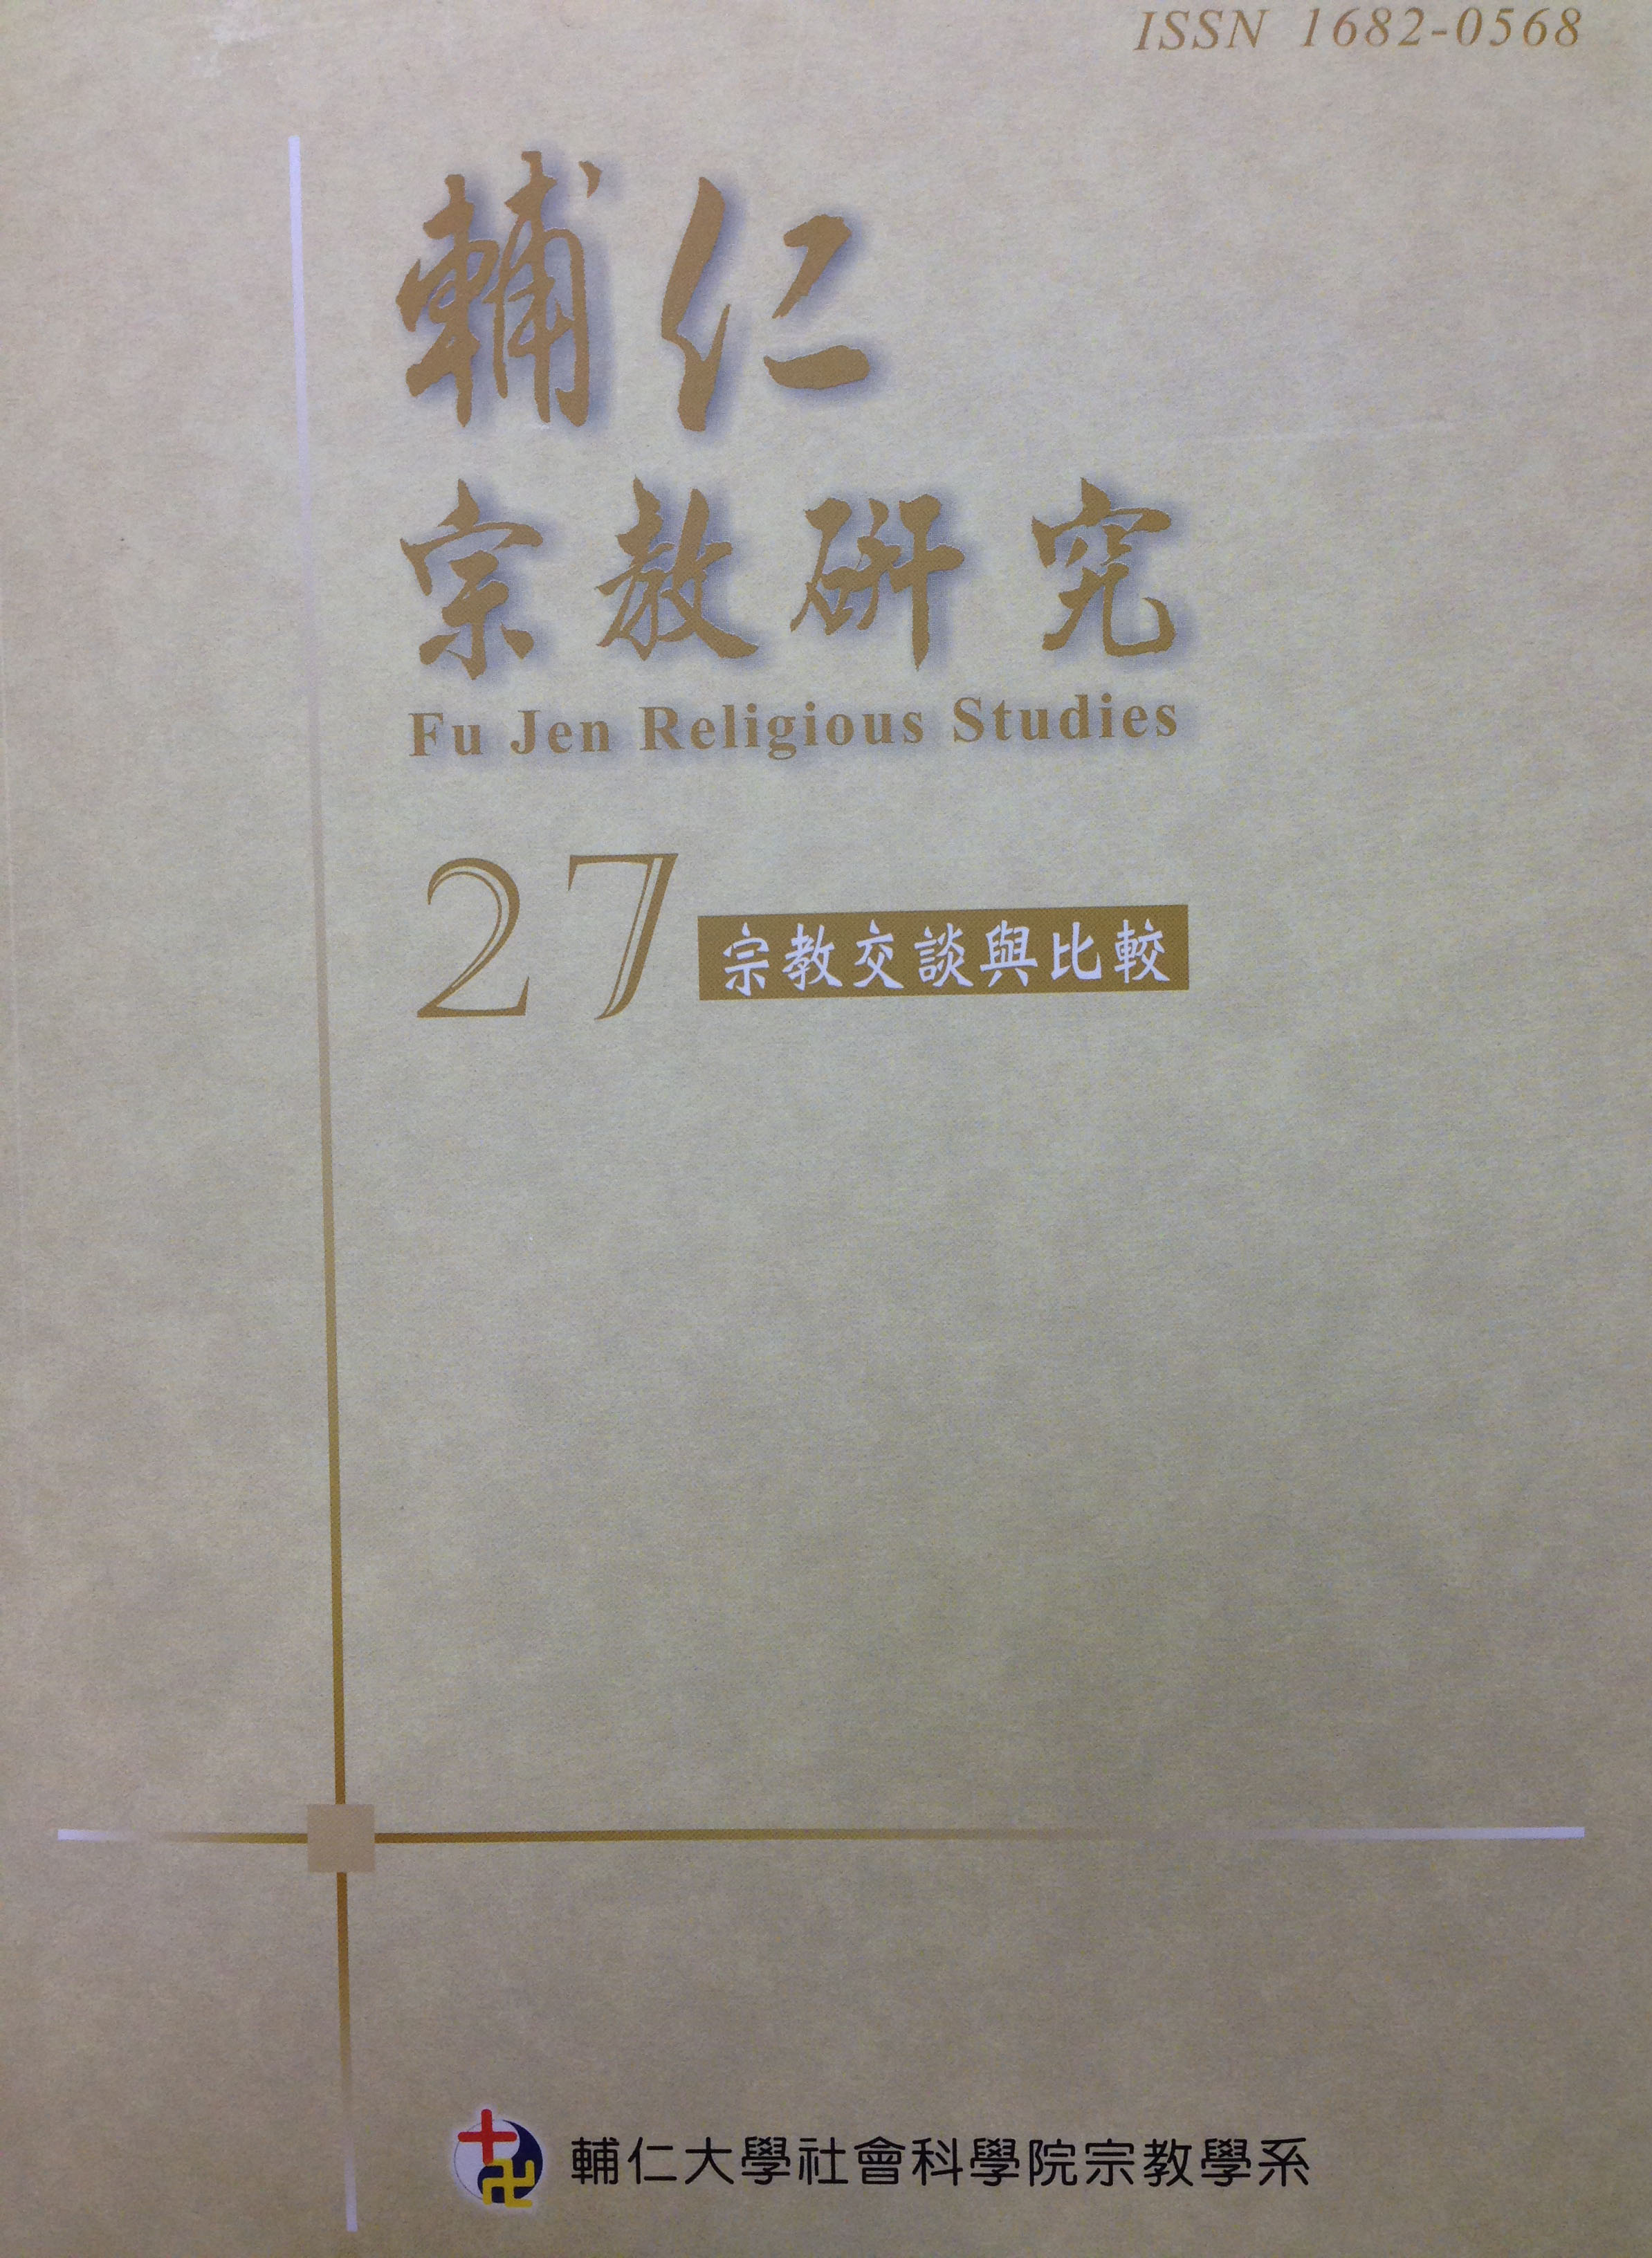 ISSN 1682-0568
輔仁
宗教研究
Fu Jen Religious Studies
27 宗教交談與比較
輔仁大學社會科學院宗教學系